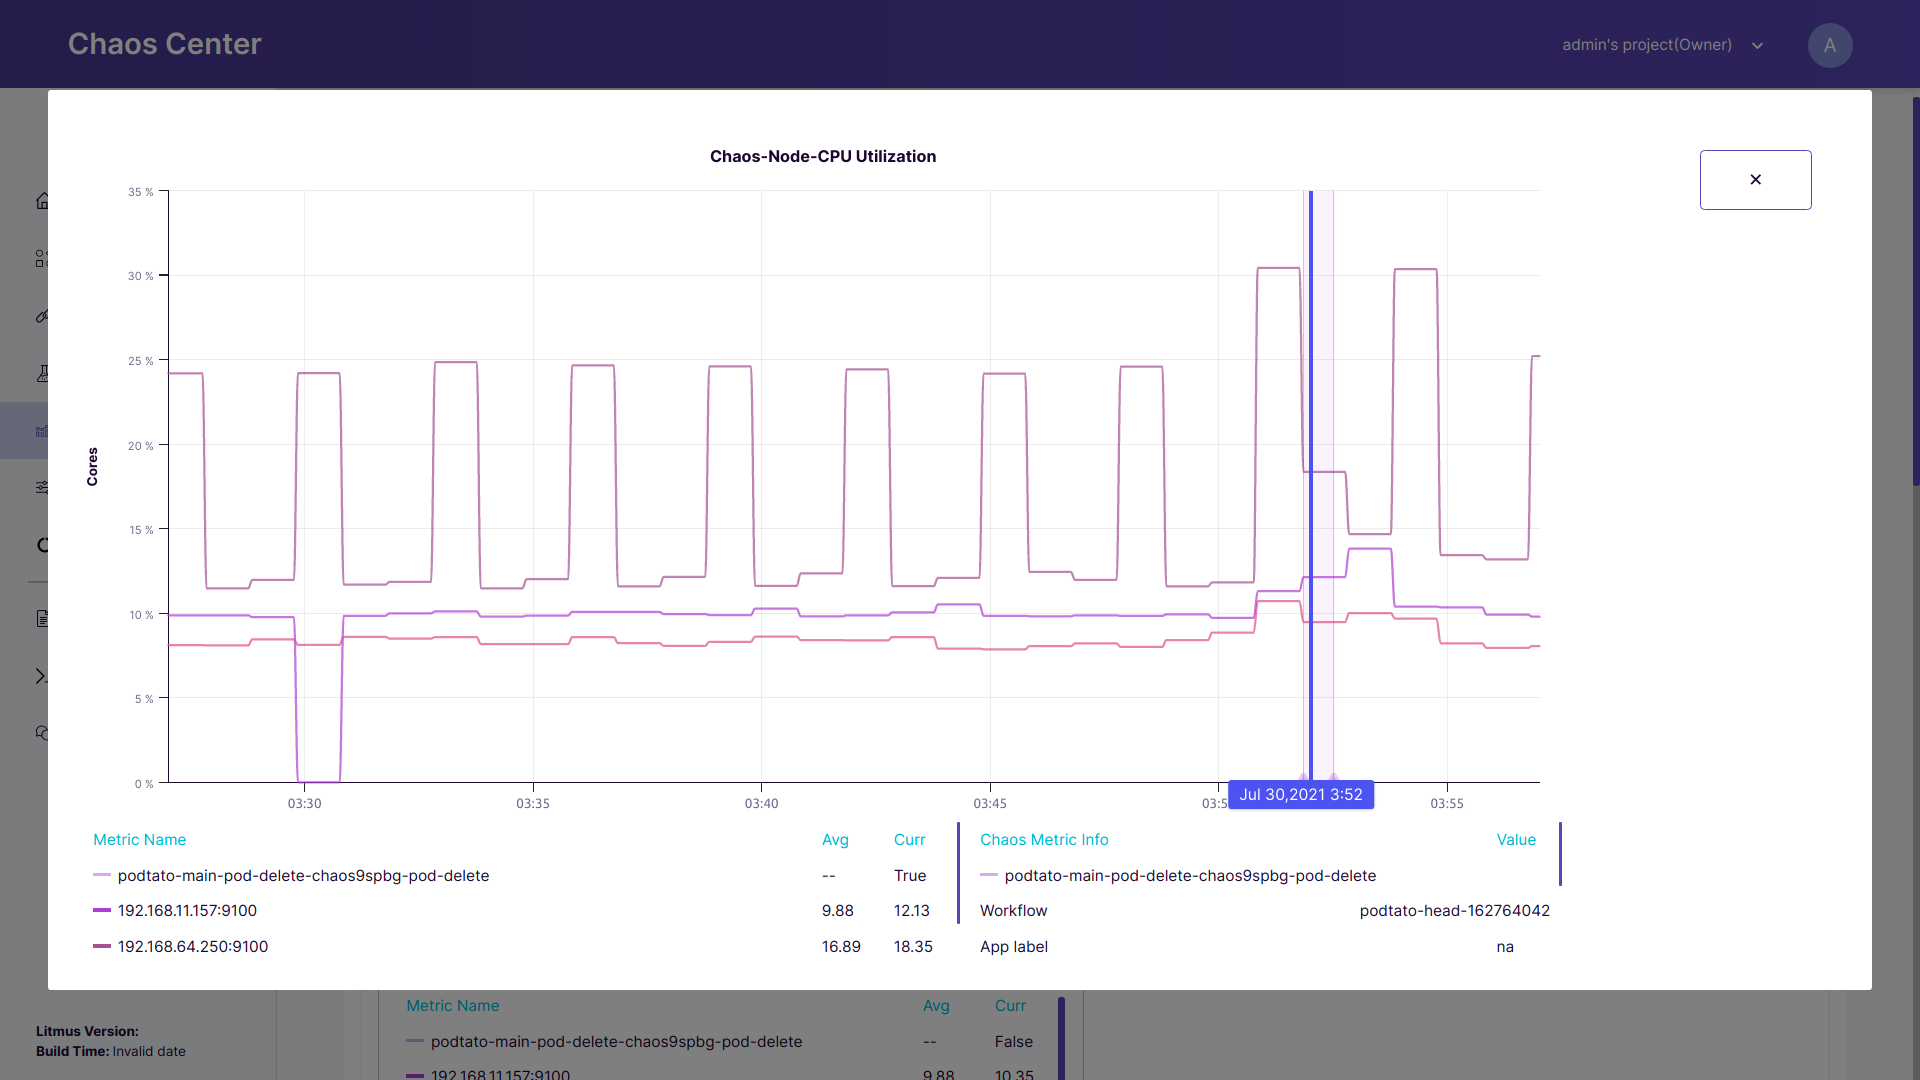 Chaos Center
admin's project(Owner)
A
Chaos-Node-CPU Utilization
✕
35 %
30 %
25 %
20 %
15 %
10 %
5 %
0 %
Cores
03:30 03:35 03:40 03:45 03:5 03:55
Jul 30,2021 3:52
Metric Name Avg Curr
podtato-main-pod-delete-chaos9spbg-pod-delete -- True
192.168.11.157:9100 9.88 12.13
192.168.64.250:9100 16.89 18.35
Chaos Metric Info Value
podtato-main-pod-delete-chaos9spbg-pod-delete
Workflow podtato-head-162764042
App label na
Metric Name Avg Curr
podtato-main-pod-delete-chaos9spbg-pod-delete -- False
192.168.11.157:9100 9.88 10.35
Litmus Version:
Build Time: Invalid date